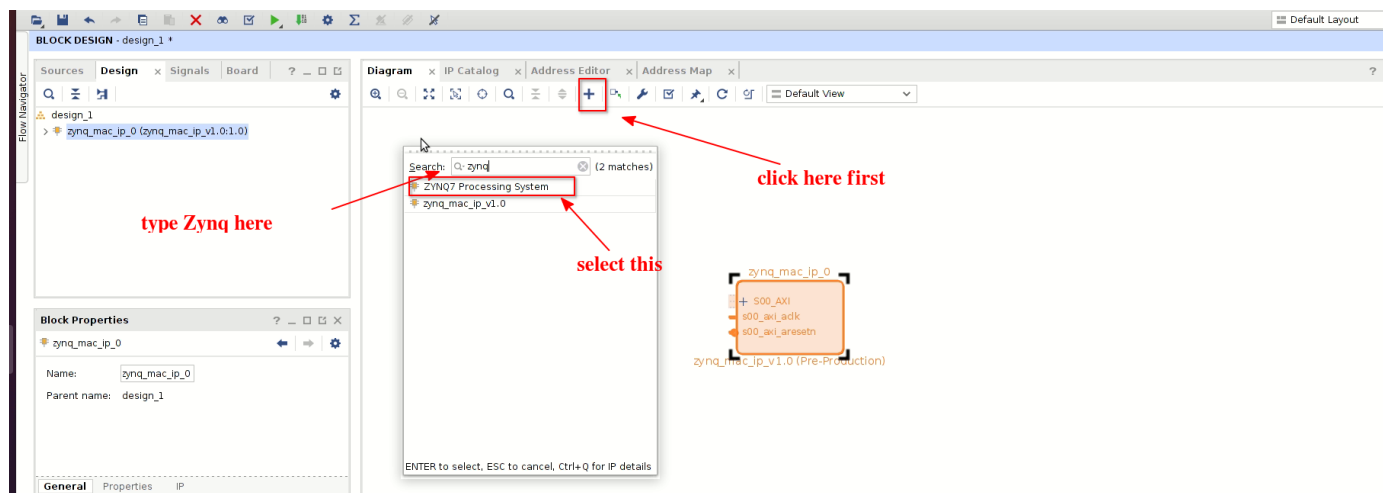 Default Layout
BLOCK DESIGN - design_1 *
Flow Navigator
Sources Design Signals Board
design_1
zynq_mac_ip_0 (zynq_mac_ip_v1.0:1.0)
Block Properties
zynq_mac_ip_0
Name: zynq_mac_ip_0
Parent name: design_1
General Properties IP
Diagram IP Catalog Address Editor Address Map
Default View
Search: zynq (2 matches)
ZYNQ7 Processing System
zynq_mac_ip_v1.0
ENTER to select, ESC to cancel, Ctrl+Q for IP details
click here first
type Zynq here
select this
zynq_mac_ip_0
S00_AXI
s00_axi_aclk
s00_axi_aresetn
zynq_mac_ip_v1.0 (Pre-Production)